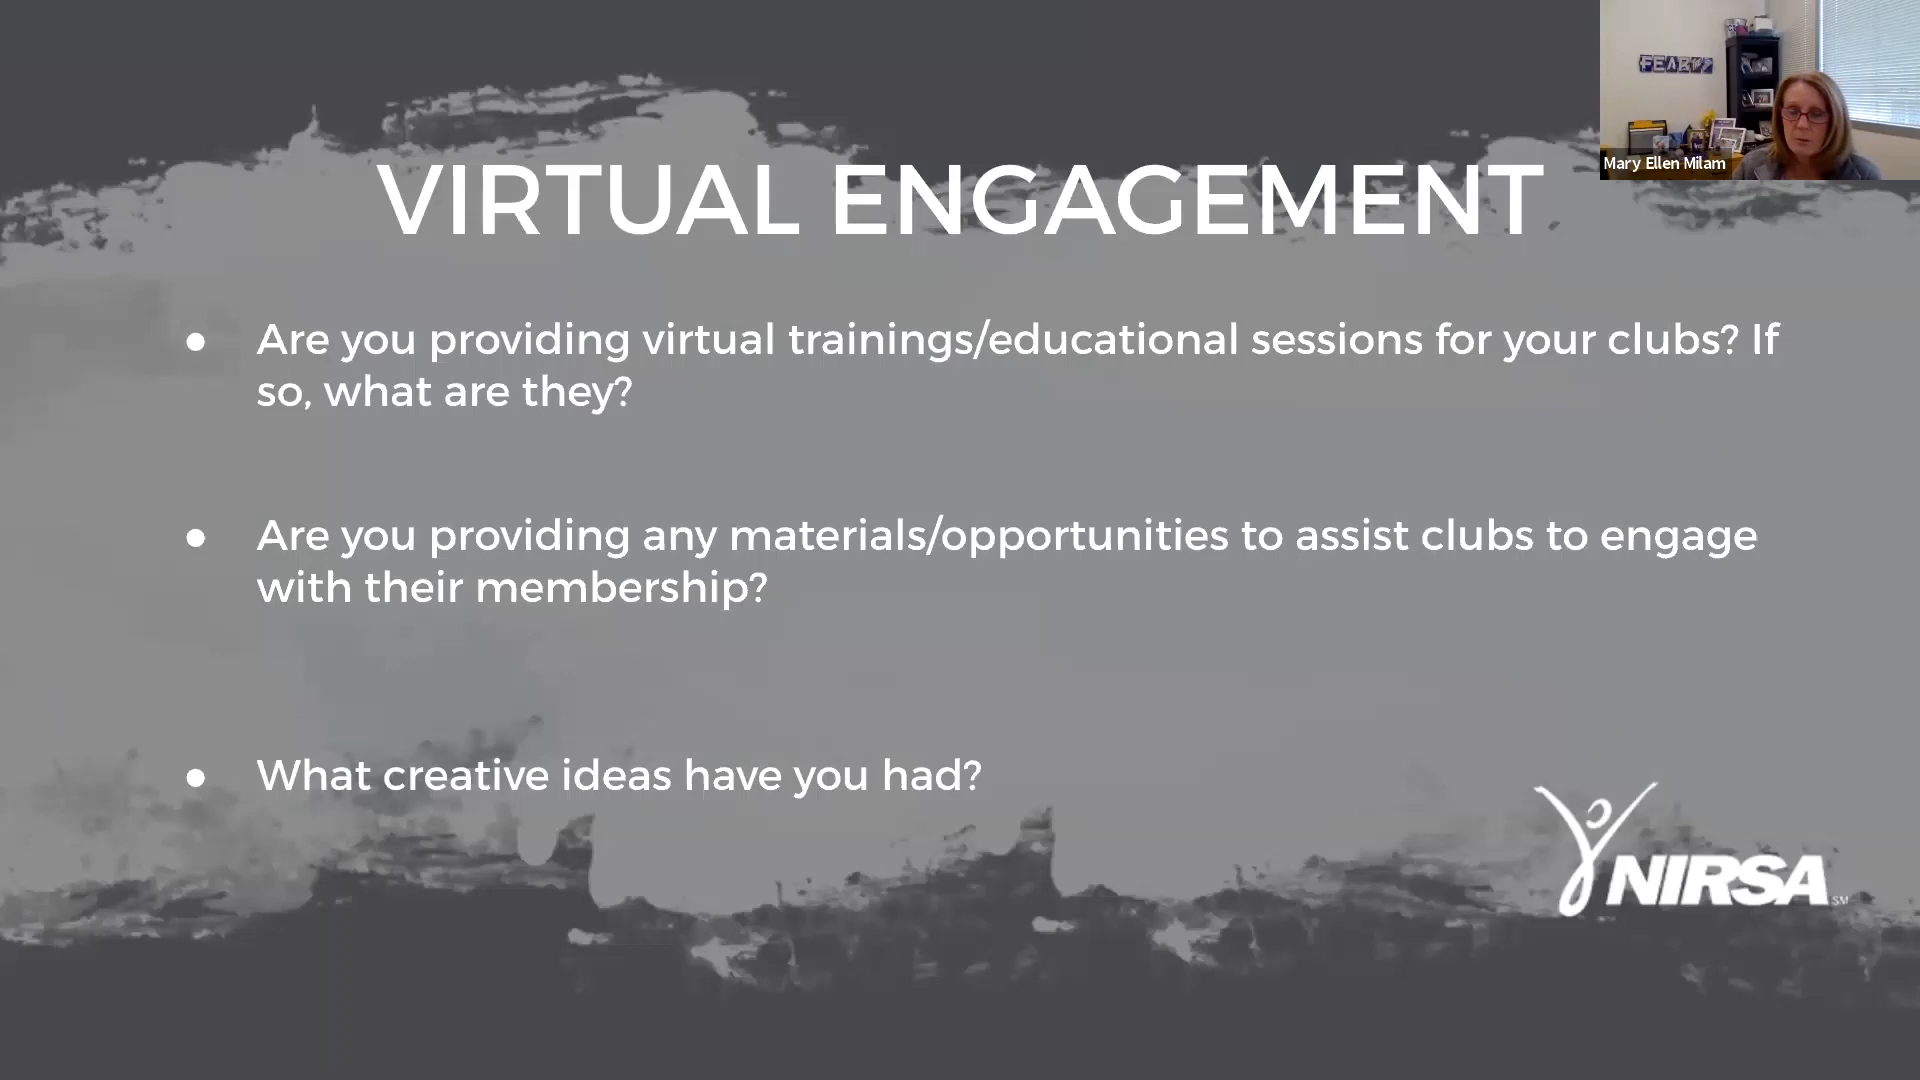 Mary Ellen Milam
VIRTUAL ENGAGEMENT
● Are you providing virtual trainings/educational sessions for your clubs? If
so, what are they?
● Are you providing any materials/opportunities to assist clubs to engage
with their membership?
● What creative ideas have you had?
NIRSA
SM